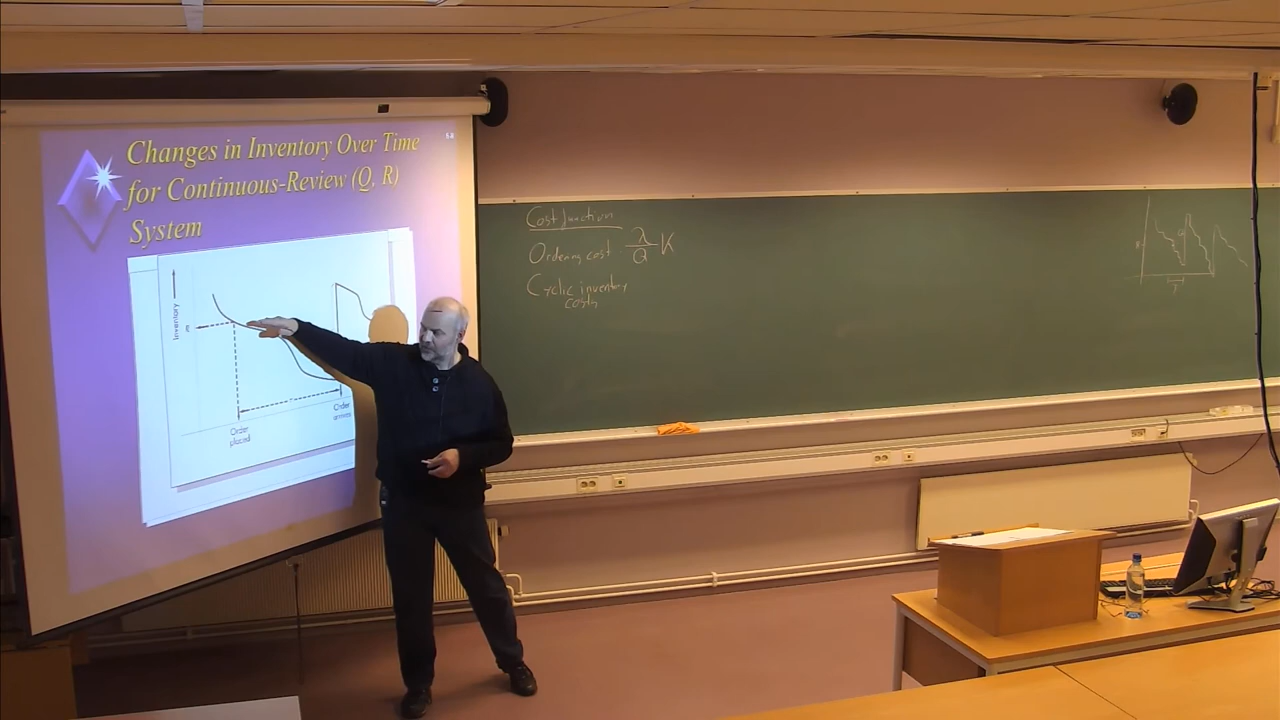 Changes in Inventory Over Time
for Continuous-Review (Q, R)
System
Inventory
R
Order
placed
Order
arrives
Cost function
Ordering cost: λ/Q K
Cyclic inventory
costs